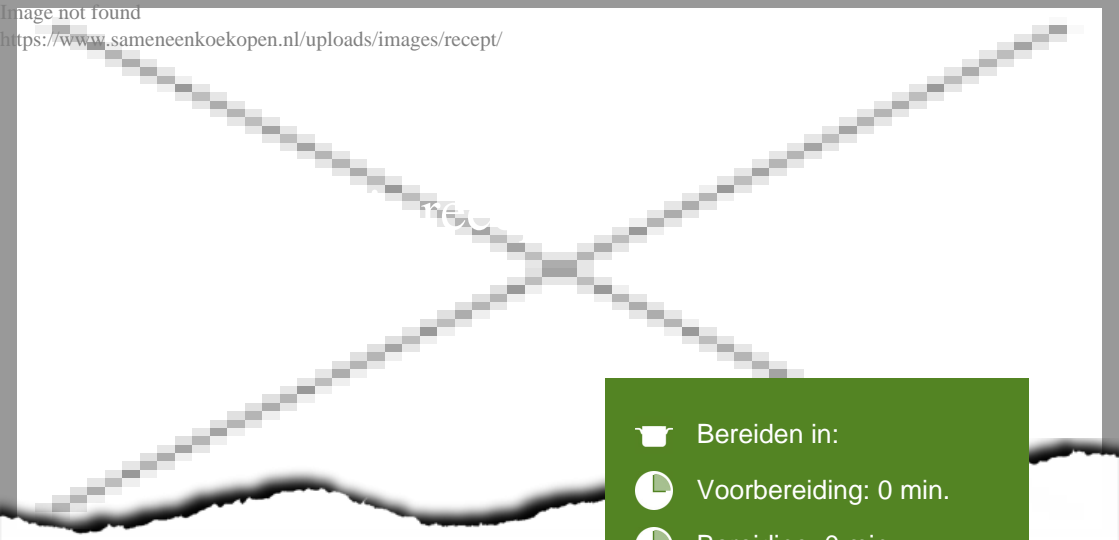 Image not found
https://www.sameneenkoekopen.nl/uploads/images/recept/
Bereiden in:
Voorbereiding: 0 min.